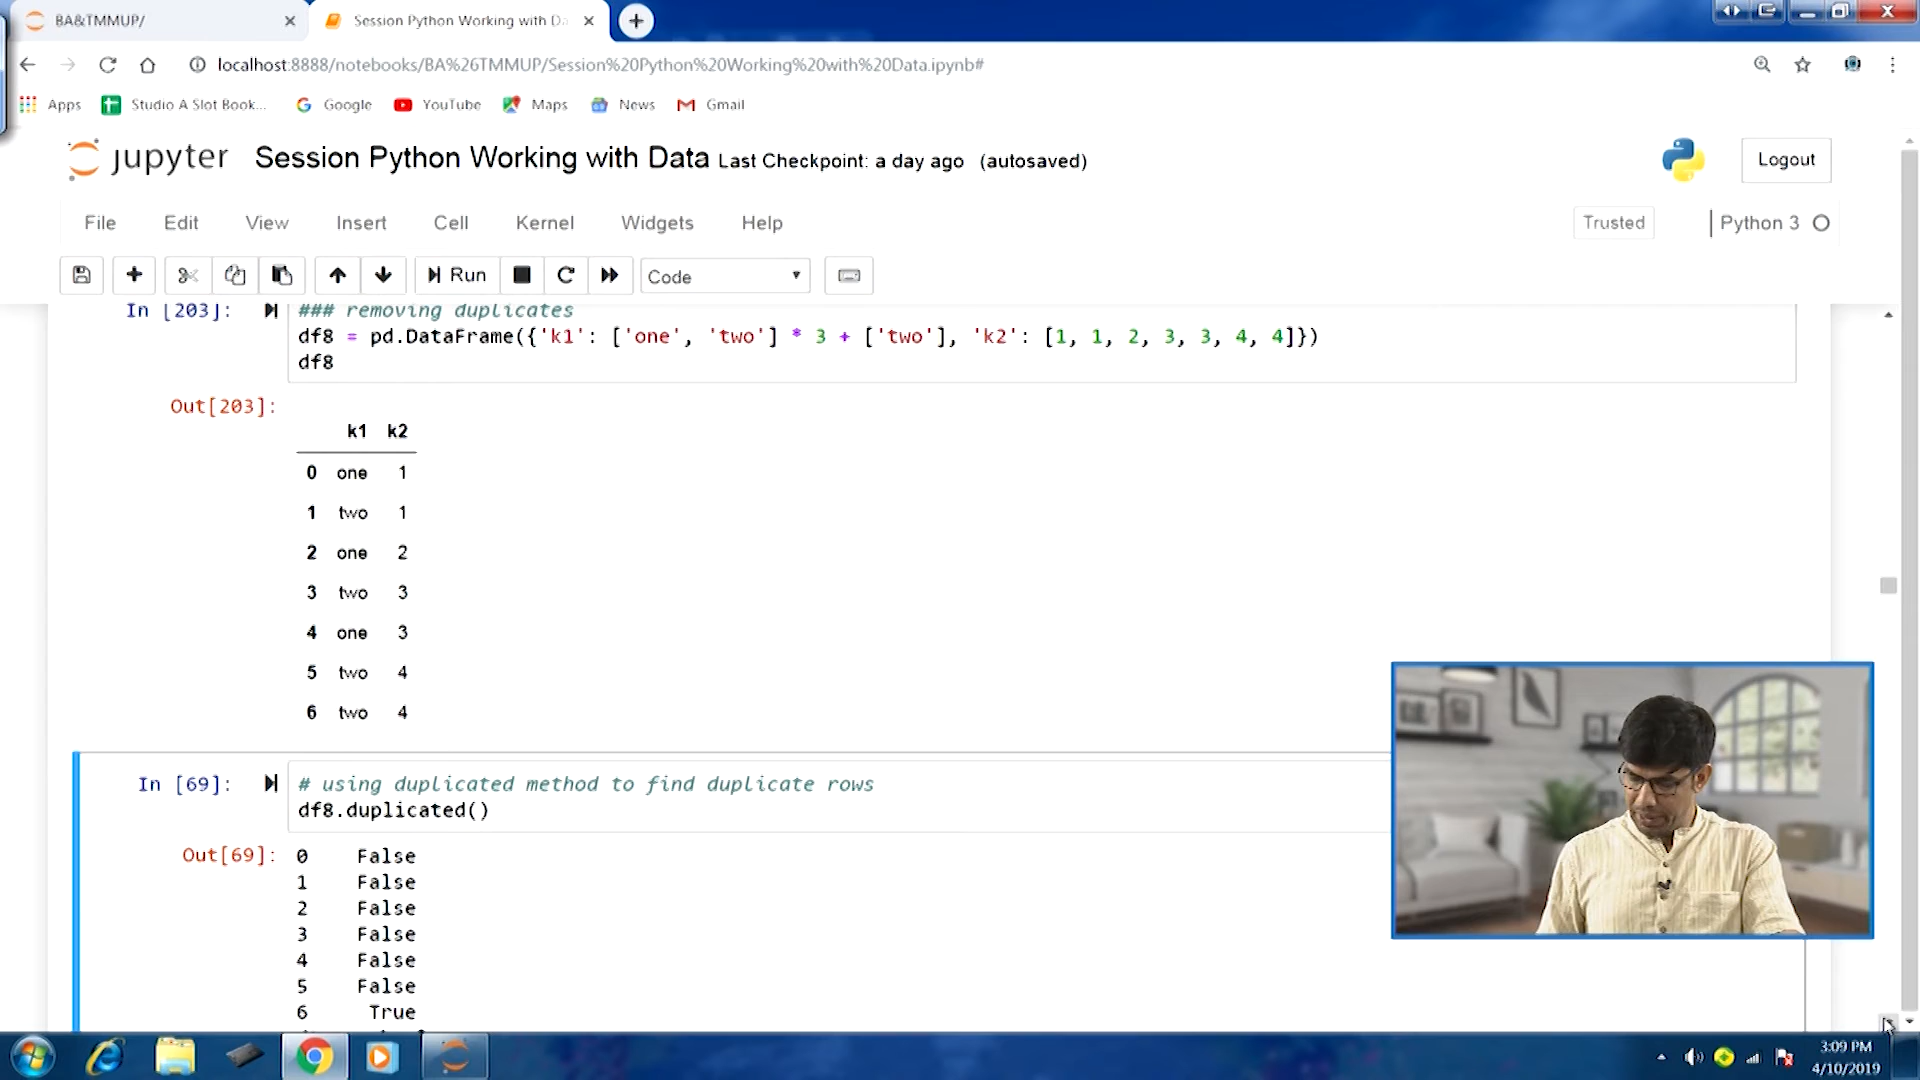 BA&TMMUP/
Session Python Working with Da
localhost:8888/notebooks/BA%26TMMUP/Session%20Python%20Working%20with%20Data.ipynb#
Apps Studio A Slot Book... Google YouTube Maps News Gmail
jupyter Session Python Working with Data Last Checkpoint: a day ago (autosaved)
Logout
File Edit View Insert Cell Kernel Widgets Help
Trusted Python 3
Run
Code
In [203]: ### removing duplicates
df8 = pd.DataFrame({'k1': ['one', 'two'] * 3 + ['two'], 'k2': [1, 1, 2, 3, 3, 4, 4]})
df8
Out[203]:
k1 k2
0 one 1
1 two 1
2 one 2
3 two 3
4 one 3
5 two 4
6 two 4
In [69]: # using duplicated method to find duplicate rows
df8.duplicated()
Out[69]: 0 False
1 False
2 False
3 False
4 False
5 False
6 True
3:09 PM
4/10/2019